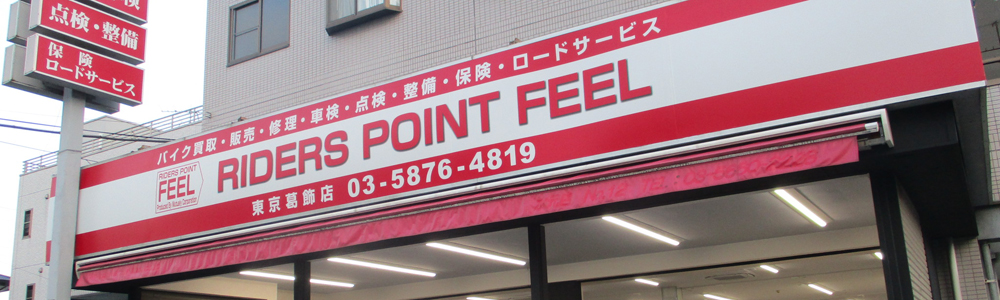 検
点検・整備
保険
ロードサービス
バイク買取・販売・修理・車検・点検・整備・保険・ロードサービス
RIDERS POINT FEEL
RIDERS POINT
FEEL
東京葛飾店 03-5876-4819